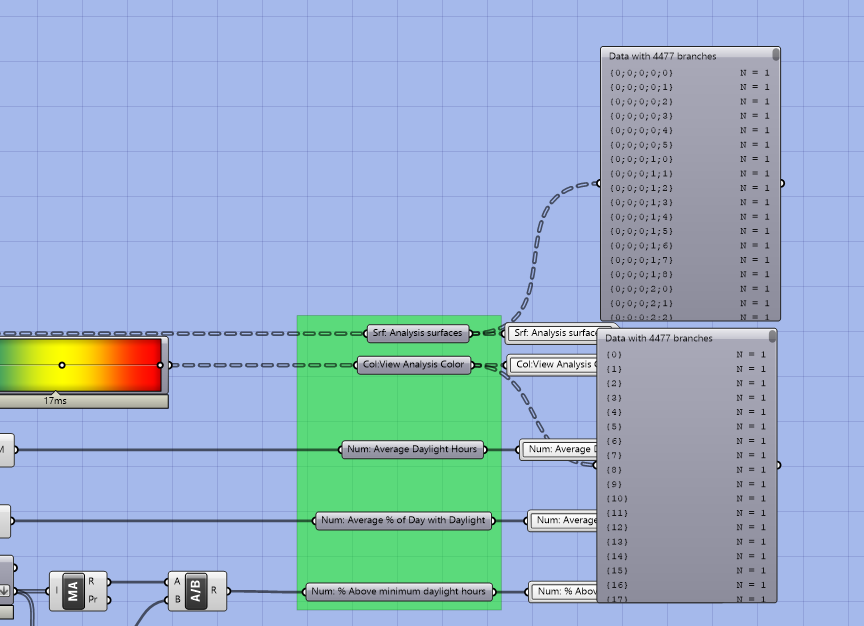 Data with 4477 branches
{0;0;0;0;0} N = 1
{0;0;0;0;1} N = 1
{0;0;0;0;2} N = 1
{0;0;0;0;3} N = 1
{0;0;0;0;4} N = 1
{0;0;0;0;5} N = 1
{0;0;0;1;0} N = 1
{0;0;0;1;1} N = 1
{0;0;0;1;2} N = 1
{0;0;0;1;3} N = 1
{0;0;0;1;4} N = 1
{0;0;0;1;5} N = 1
{0;0;0;1;6} N = 1
{0;0;0;1;7} N = 1
{0;0;0;1;8} N = 1
{0;0;0;2;0} N = 1
{0;0;0;2;1} N = 1
{0;0;0;2;2} N = 1
Srf: Analysis surfaces
Srf: Analysis surfac
Data with 4477 branches
{0} N = 1
{1} N = 1
{2} N = 1
{3} N = 1
{4} N = 1
{5} N = 1
{6} N = 1
{7} N = 1
{8} N = 1
{9} N = 1
{10} N = 1
{11} N = 1
{12} N = 1
{13} N = 1
{14} N = 1
{15} N = 1
{16} N = 1
{17} N = 1
Col:View Analysis Color
Col:View Analysis
17ms
M
Num: Average Daylight Hours
Num: Average D
Num: Average % of Day with Daylight
Num: Average
I MA R Pr
A B A/B R
Num: % Above minimum daylight hours
Num: % Abov